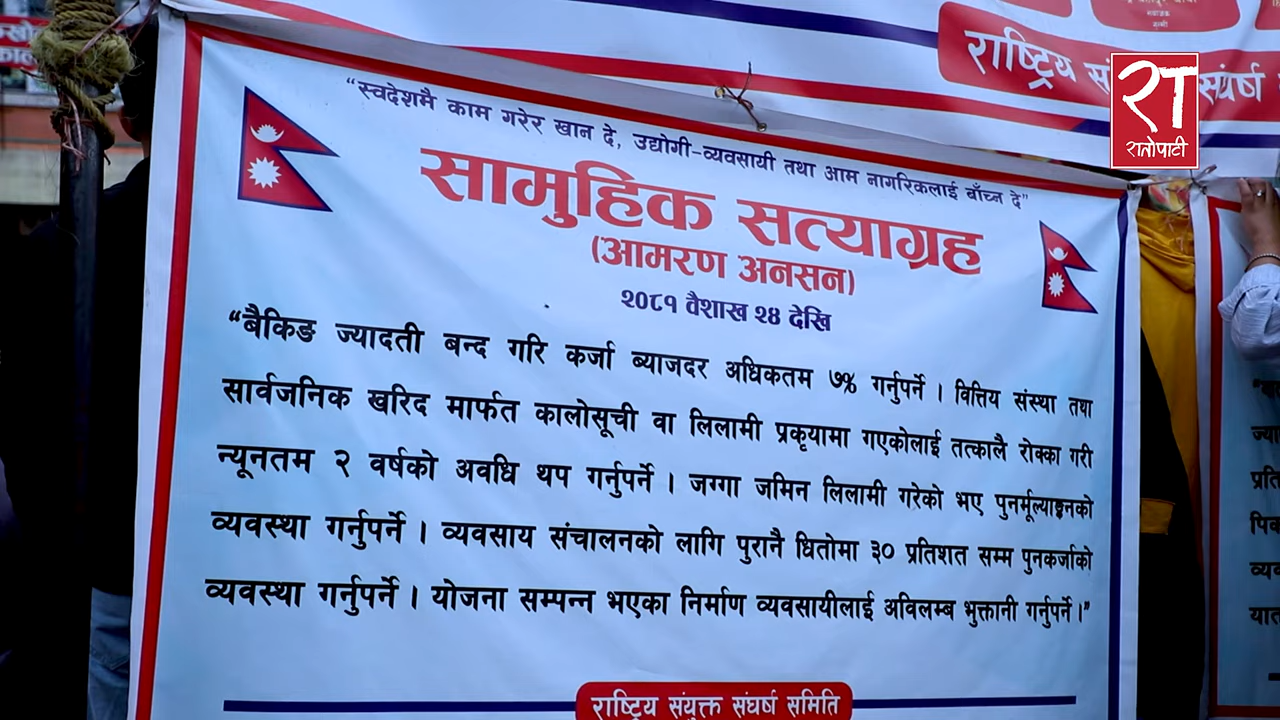 राष्ट्रिय सं
संघर्ष
रा
रातोपाटी
"स्वदेशमै काम गरेर खान दे, उद्योगी-व्यवसायी तथा आम नागरिकलाई बाँच्न दे"
सामुहिक सत्याग्रह
(आमरण अनसन)
२०८१ वैशाख २४ देखि
"बैकिङ ज्यादती बन्द गरि कर्जा ब्याजदर अधिकतम ७% गर्नुपर्ने । वित्तिय संस्था तथा
सार्वजनिक खरिद मार्फत कालोसूची वा लिलामी प्रकृयामा गएकोलाई तत्कालै रोक्का गरी
न्यूनतम २ वर्षको अवधि थप गर्नुपर्ने । जग्गा जमिन लिलामी गरेको भए पुनर्मूल्याङ्कनको
व्यवस्था गर्नुपर्ने । व्यवसाय संचालनको लागि पुरानै धितोमा ३० प्रतिशत सम्म पुनकर्जाको
व्यवस्था गर्नुपर्ने । योजना सम्पन्न भएका निर्माण व्यवसायीलाई अविलम्ब भुक्तानी गर्नुपर्ने ।"
राष्ट्रिय संयुक्त संघर्ष समिति